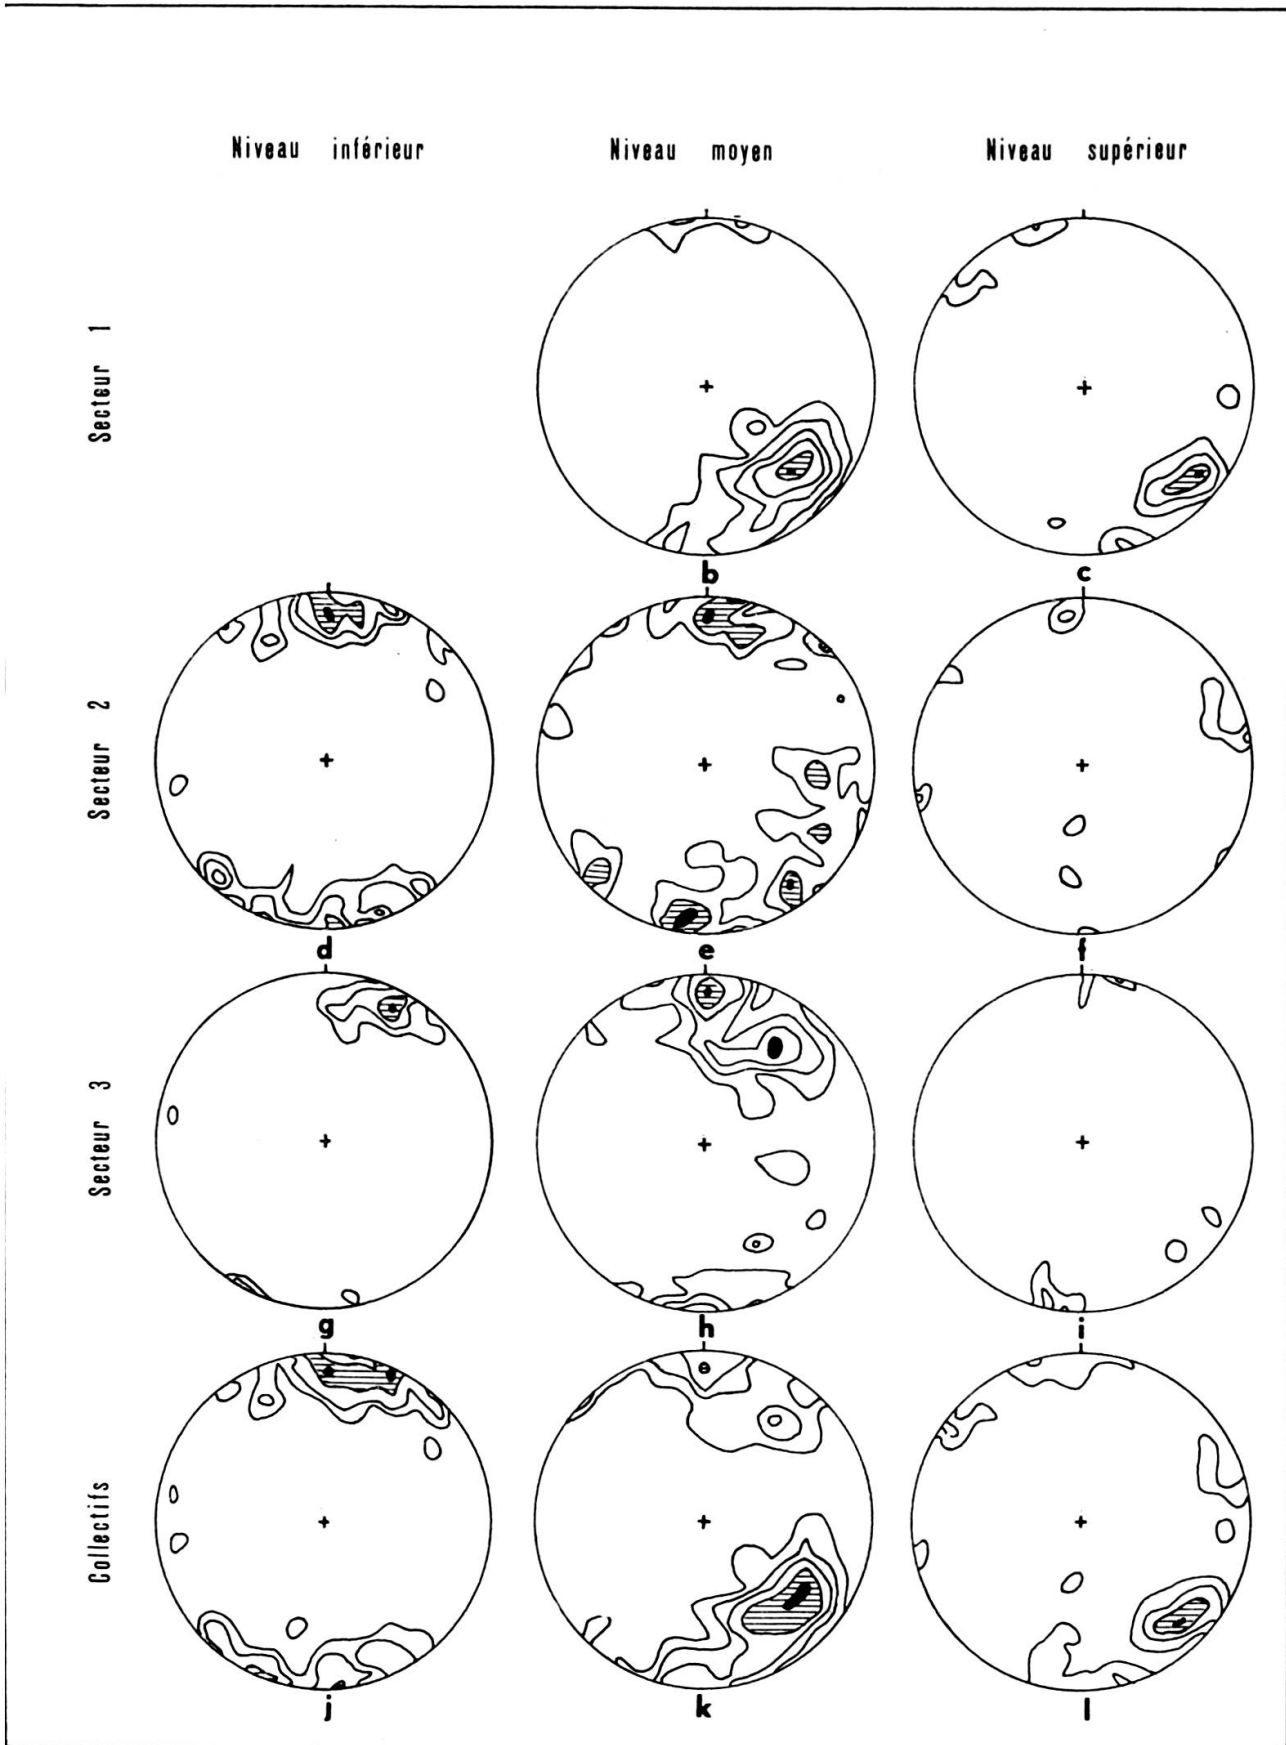 Niveau inférieur Niveau moyen Niveau supérieur
Secteur 1
b c
Secteur 2
d e f
Secteur 3
g h i
Collectifs
j k l